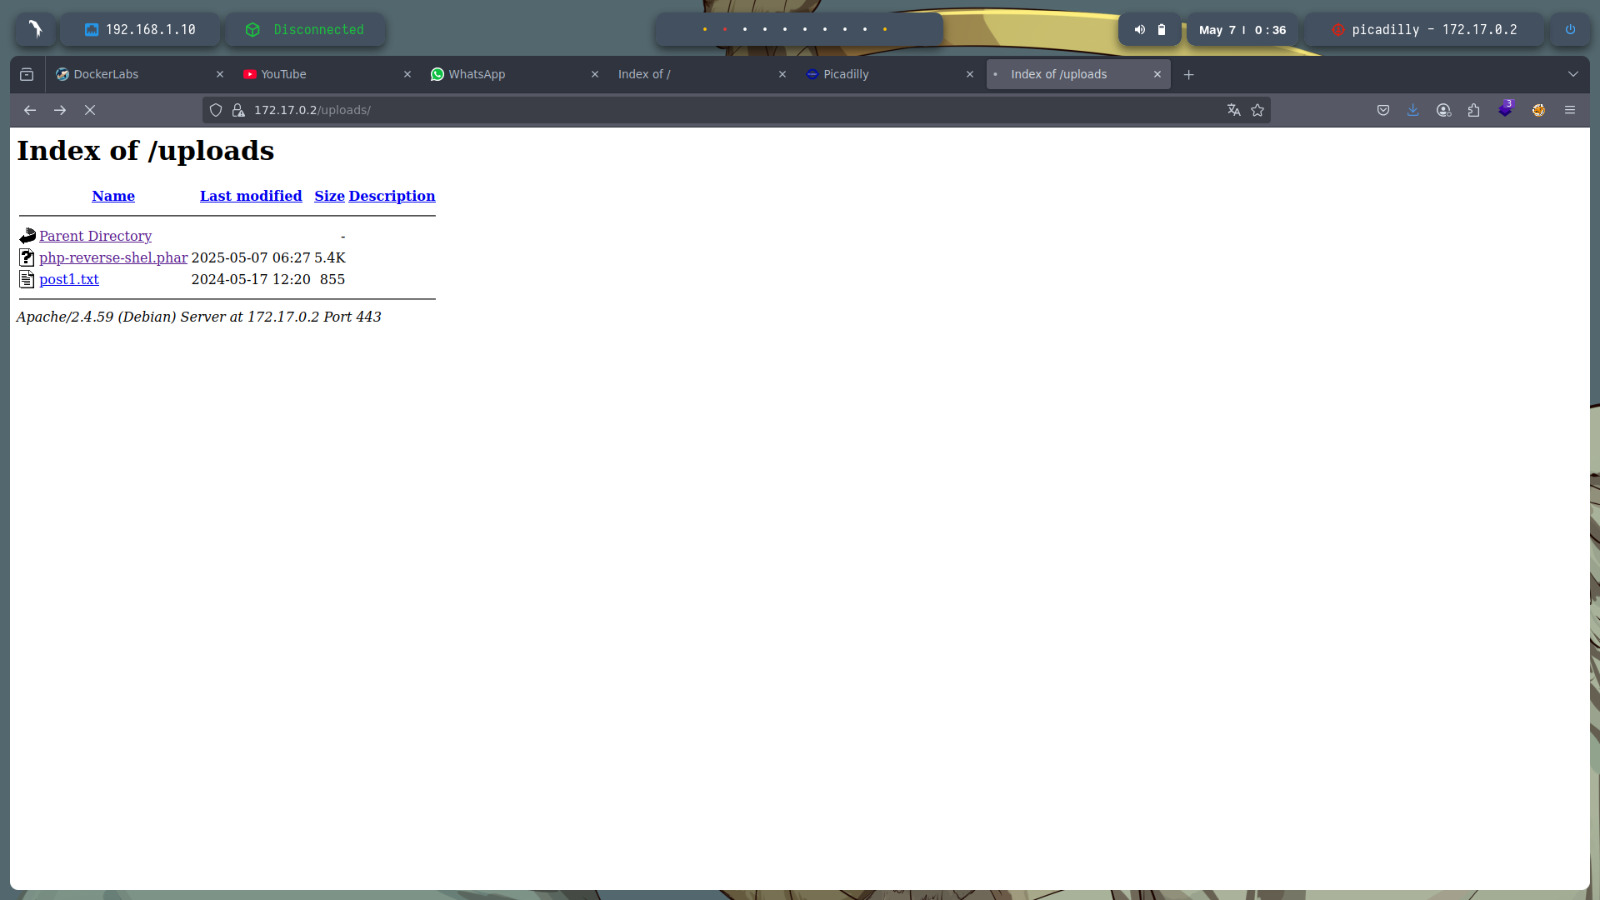 192.168.1.10 Disconnected May 7 | 0:36 picadilly - 172.17.0.2
DockerLabs YouTube WhatsApp Index of / Picadilly Index of /uploads
172.17.0.2/uploads/ 3
Index of /uploads
Name Last modified Size Description
Parent Directory -
php-reverse-shel.phar 2025-05-07 06:27 5.4K
post1.txt 2024-05-17 12:20 855
Apache/2.4.59 (Debian) Server at 172.17.0.2 Port 443